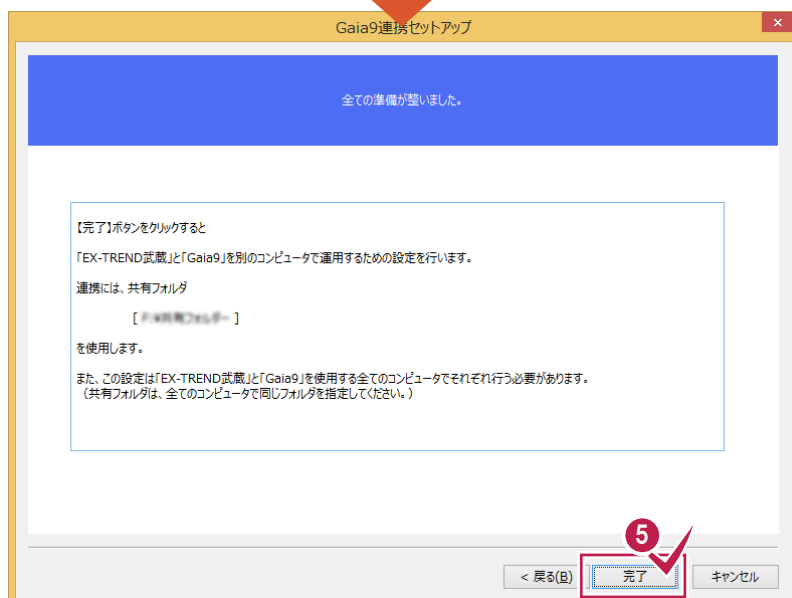 Gaia9連携セットアップ
全ての準備が整いました。
【完了】ボタンをクリックすると
「EX-TREND武蔵」と「Gaia9」を別のコンピュータで運用するための設定を行います。
連携には、共有フォルダ
[ ]
を使用します。
また、この設定は「EX-TREND武蔵」と「Gaia9」を使用する全てのコンピュータでそれぞれ行う必要があります。
（共有フォルダは、全てのコンピュータで同じフォルダを指定してください。）
5
< 戻る(B)
完了
キャンセル